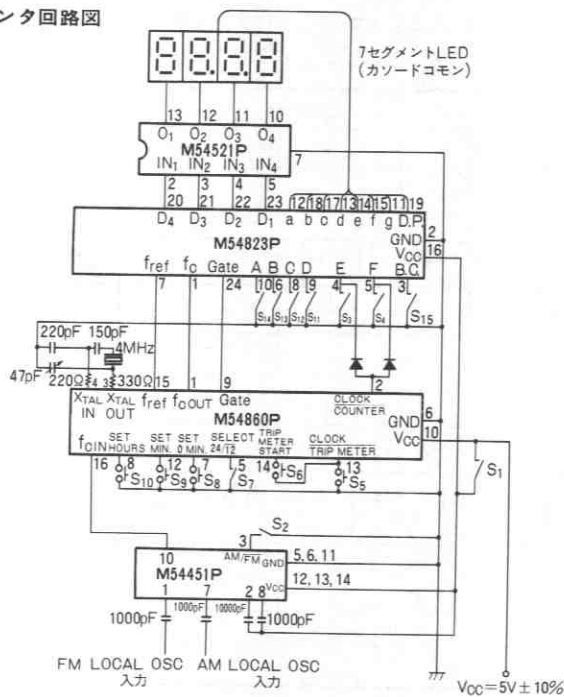 ンタ回路図
7セグメントLED
(カソードコモン)
13 12 11 10
O₁ O₂ O₃ O₄
M54521P
7
IN₁ IN₂ IN₃ IN₄
2 3 4 5
20 21 22 23 12 18 17 13 14 15 11 19
D₄ D₃ D₂ D₁ a b c d e f g D.P.
M54823P
GND 2
VCC 16
fref fC Gate A B C D E F B.C.
7 1 24 10 6 8 9 4 5 3
S14 S13 S12 S11 S3 S4 S15
220pF 150pF
4MHz
47pF 220Ω 4 3 330Ω 15 1 9 2
XTAL IN XTAL OUT fref fC OUT Gate CLOCK COUNTER
M54860P
GND 6
VCC 10
fCIN SET HOURS SET MIN. SET 0 MIN. SELECT 24/12 TRIP METER START CLOCK TRIP METER
16 8 12 7 5 14 13
S10 S9 S8 S7 S6 S5
S1
S2
3
10 AM/FM GND 5, 6, 11
M54451P
VCC 12, 13, 14
1 7 2 8
1000pF 1000pF 10000pF 1000pF
FM LOCAL OSC 入力
AM LOCAL OSC 入力
VCC=5V±10%